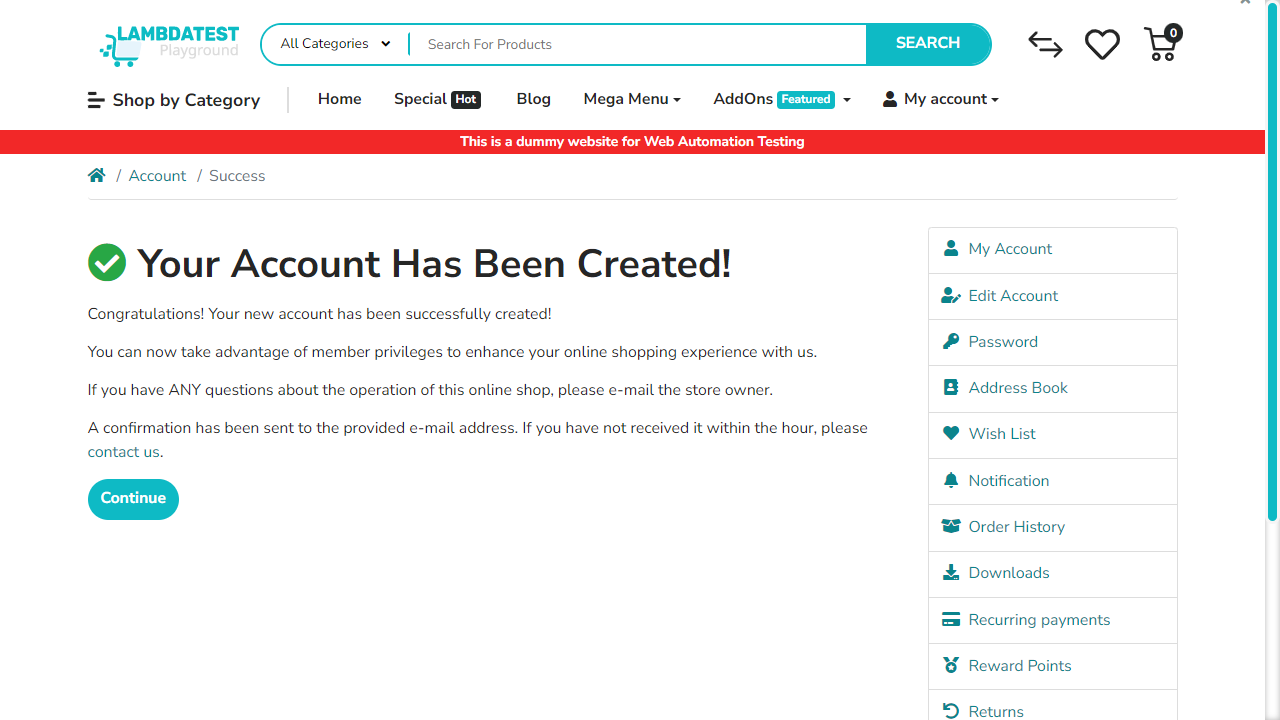 LAMBDATEST
Playground
All Categories
Search For Products
SEARCH
0
Shop by Category
Home
Special Hot
Blog
Mega Menu
AddOns Featured
My account
This is a dummy website for Web Automation Testing
/ Account / Success
Your Account Has Been Created!
Congratulations! Your new account has been successfully created!
You can now take advantage of member privileges to enhance your online shopping experience with us.
If you have ANY questions about the operation of this online shop, please e-mail the store owner.
A confirmation has been sent to the provided e-mail address. If you have not received it within the hour, please
contact us.
Continue
My Account
Edit Account
Password
Address Book
Wish List
Notification
Order History
Downloads
Recurring payments
Reward Points
Returns